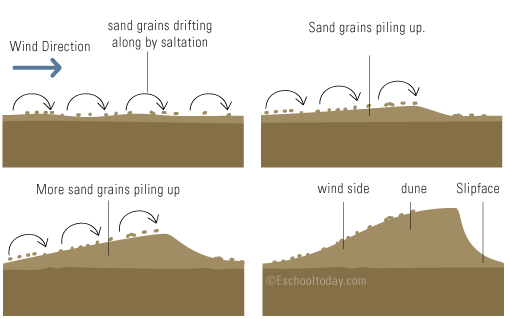 sand grains drifting
along by saltation
Wind Direction
Sand grains piling up.
More sand grains piling up
wind side
dune
Slipface
©Eschooltoday.com